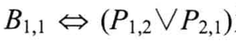 B₁,₁ ⇔ (P₁,₂∨P₂,₁)